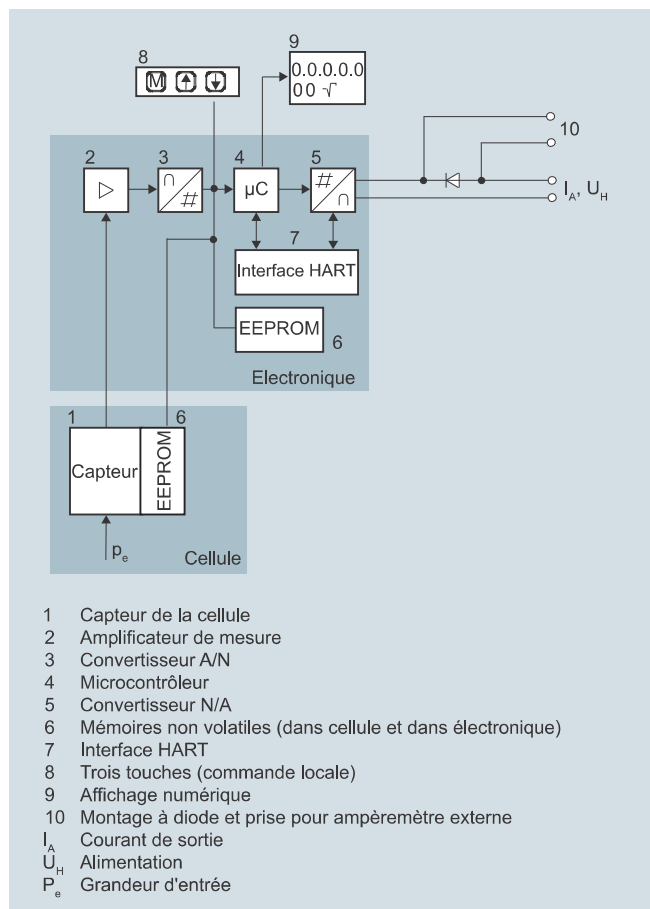 8
9
M
0.0.0.0.0
0 0 √
10
2
3
4
5
∩
#
µC
#
∩
I_A, U_H
7
Interface HART
EEPROM
6
Electronique
1
6
Capteur
EEPROM
p_e
Cellule
1 Capteur de la cellule
2 Amplificateur de mesure
3 Convertisseur A/N
4 Microcontrôleur
5 Convertisseur N/A
6 Mémoires non volatiles (dans cellule et dans électronique)
7 Interface HART
8 Trois touches (commande locale)
9 Affichage numérique
10 Montage à diode et prise pour ampèremètre externe
I_A Courant de sortie
U_H Alimentation
P_e Grandeur d'entrée